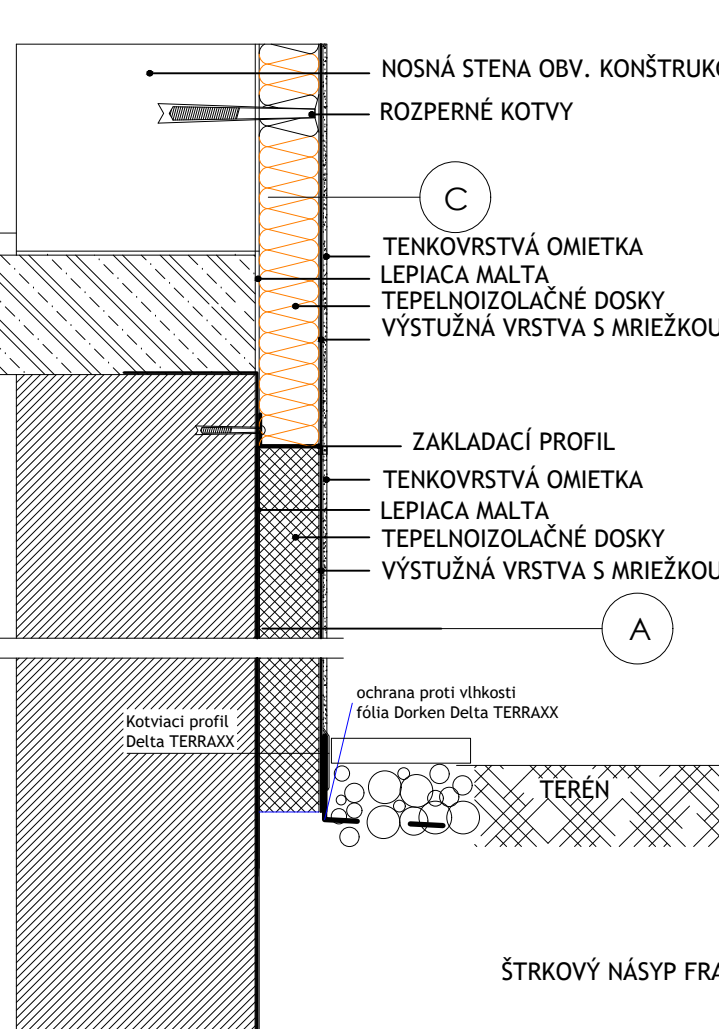 NOSNÁ STENA OBV.
ROZPERNÉ KOTVY
C
TENKOVRSTVÁ OMIETKA
LEPIACA MALTA
TEPELNOIZOLAČNÉ DOSKY
VÝSTUŽNÁ VRSTVA S MRIEŽKOU
ZAKLADACÍ PROFIL
TENKOVRSTVÁ OMIETKA
LEPIACA MALTA
TEPELNOIZOLAČNÉ DOSKY
VÝSTUŽNÁ VRSTVA S MRIEŽKOU
A
ochrana proti vlhkosti
fólia Dorken Delta TERRAXX
Kotviaci profil
Delta TERRAXX
TERÉN
ŠTRKOVÝ NÁSYP